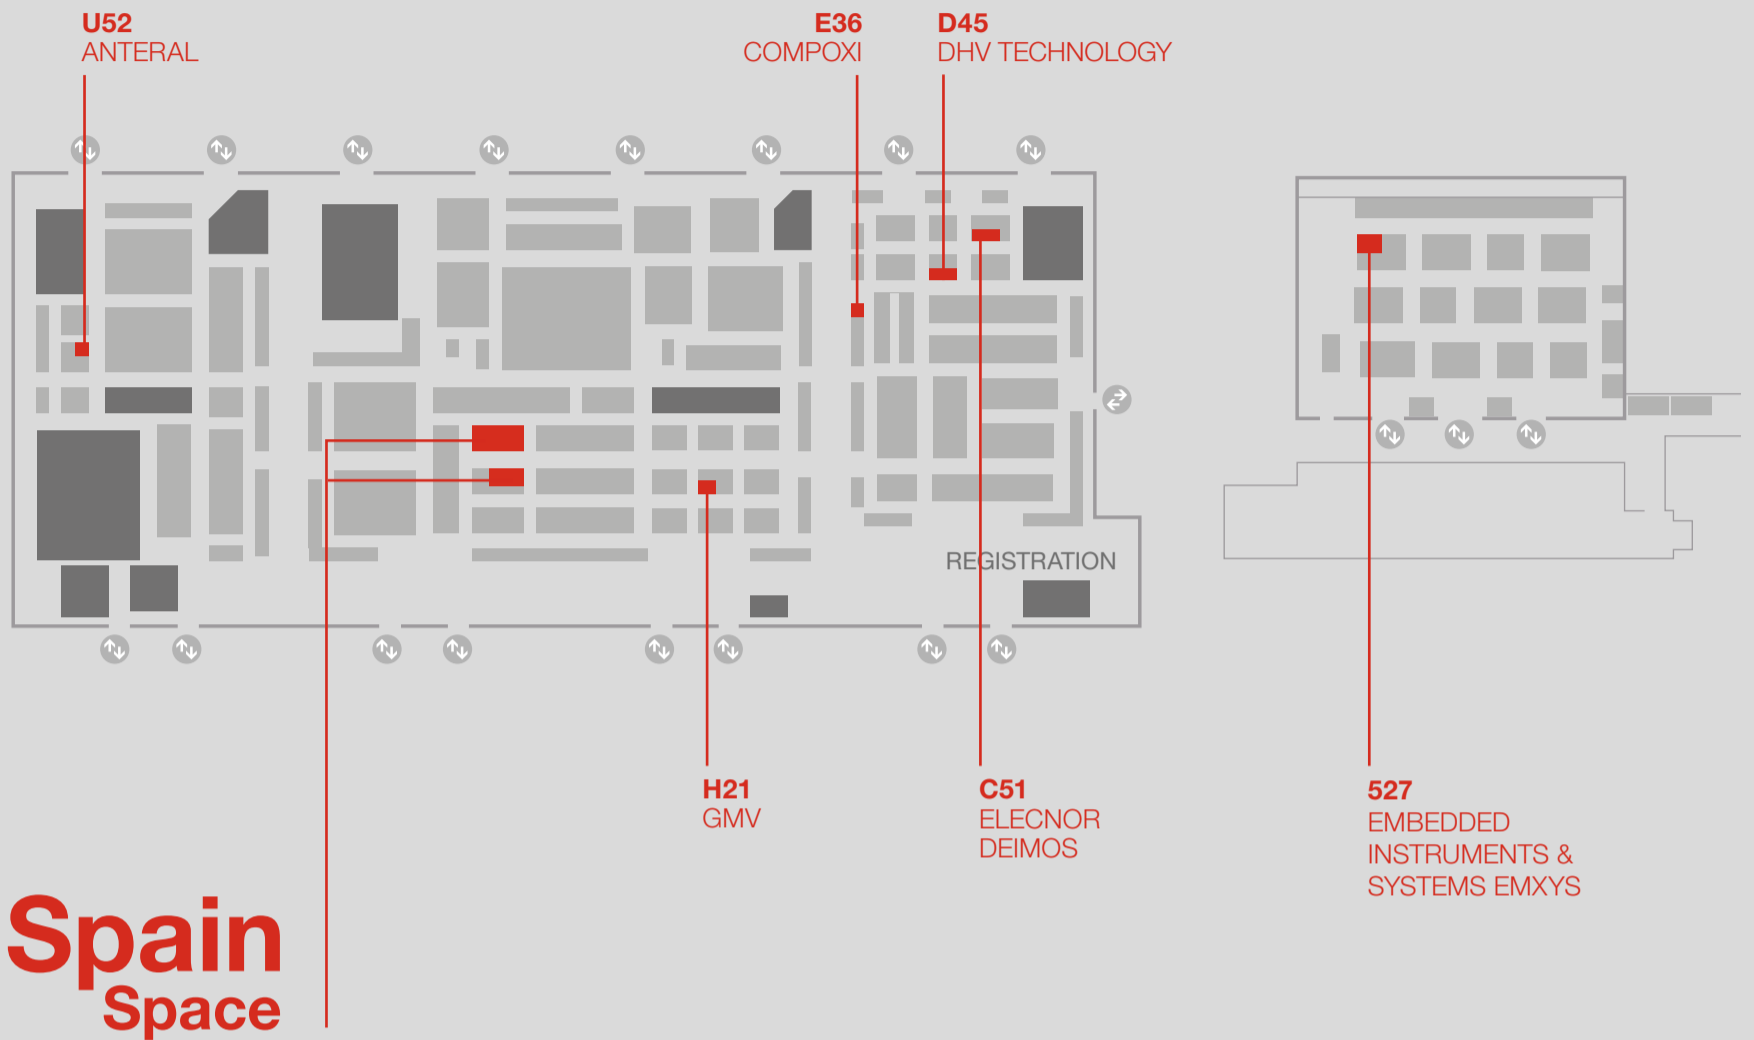 U52
ANTERAL
E36
COMPOXI
D45
DHV TECHNOLOGY
REGISTRATION
H21
GMV
C51
ELECNOR
DEIMOS
527
EMBEDDED
INSTRUMENTS &
SYSTEMS EMXYS
Spain
Space